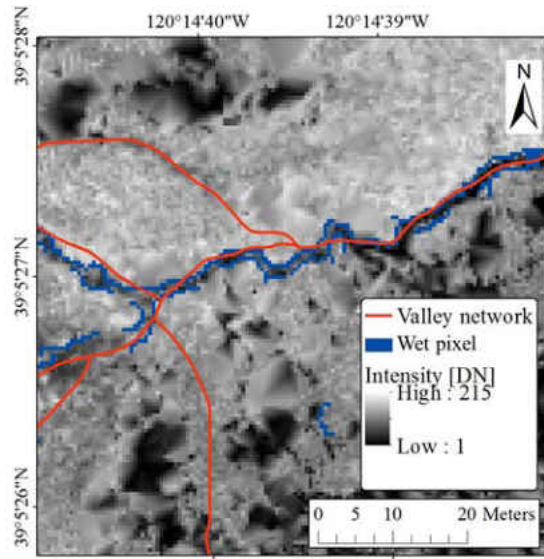 120°14'40"W 120°14'39"W
39°5'28"N
N
39°5'27"N
Valley network
Wet pixel
Intensity [DN]
High : 215
Low : 1
39°5'26"N
0 5 10 20 Meters